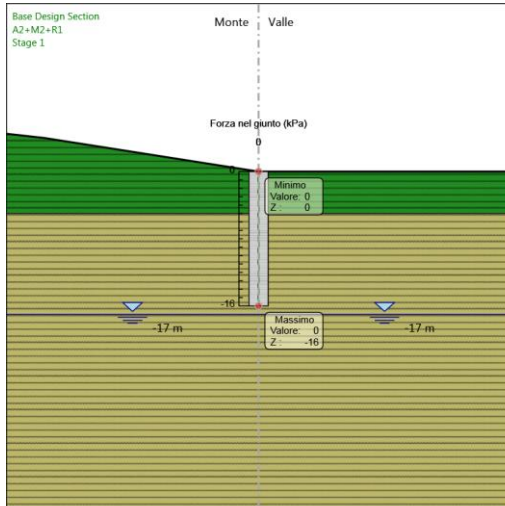 Base Design Section
A2+M2+R1
Stage 1
Monte Valle
Forza nel giunto (kPa)
0
0
Minimo
Valore: 0
Z : 0
-16
-17 m -17 m
Massimo
Valore: 0
Z : -16